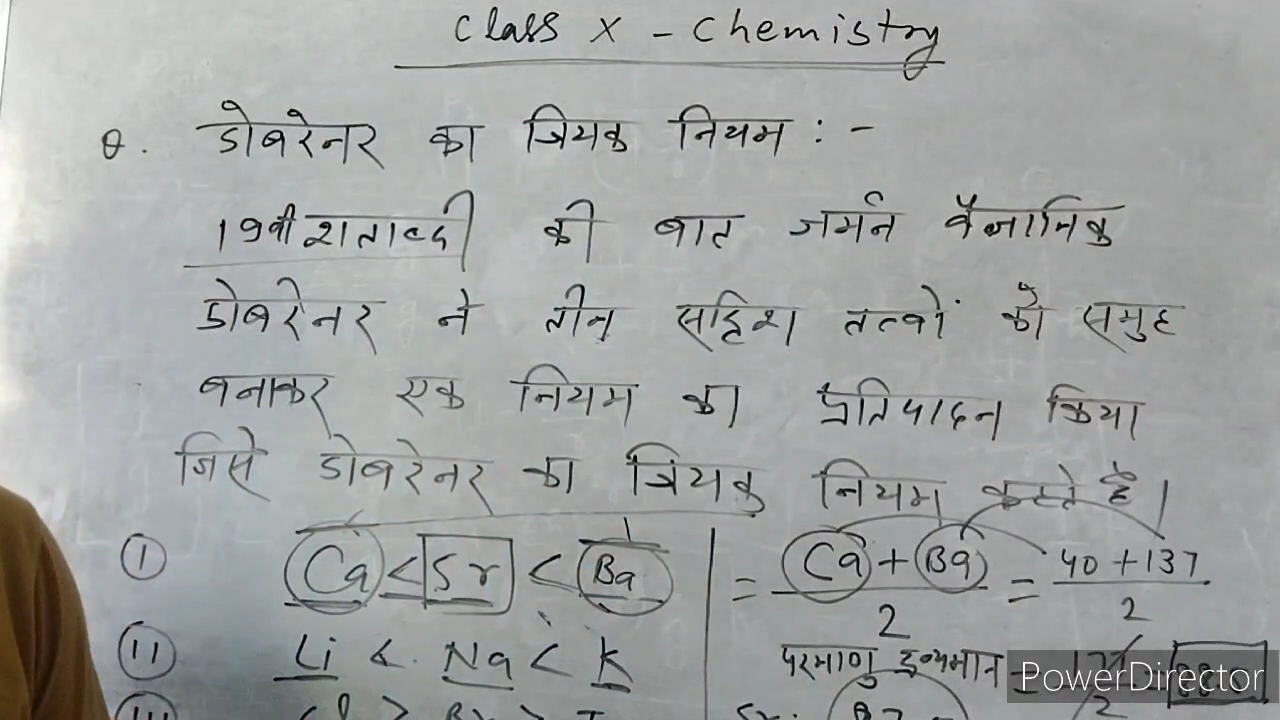 Class X - Chemistry
Q. डोबरेनर का त्रियक नियम : -
19वी शताब्दी की बात जर्मन वैज्ञानिक
डोबरेनर ने तीन सद्दिश तत्वों को समुह
बनाकर एक नियम का प्रतिपादन किया
जिसे डोबरेनर का त्रियक नियम कहते है।
(I) Ca < Sr < Ba = Ca + Ba / 2 = 40 + 137 / 2
(II) Li < Na < K परमाणु द्रव्यमान =
PowerDirector